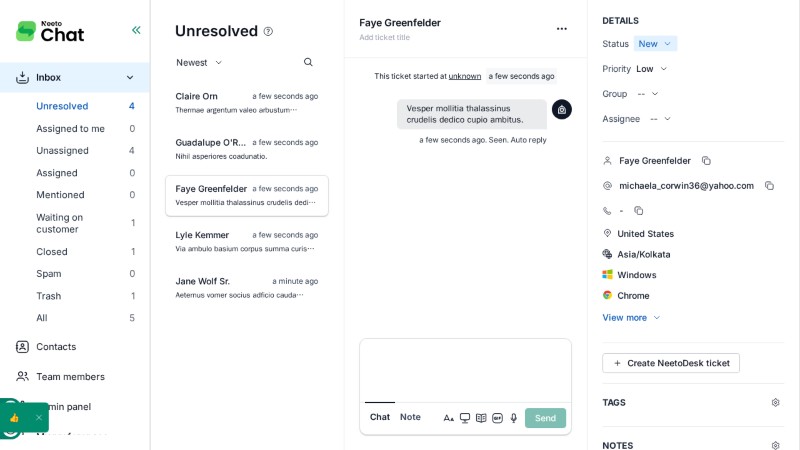 Neeto
Chat
Inbox
Unresolved 4
Assigned to me 0
Unassigned 4
Assigned 0
Mentioned 0
Waiting on
customer 1
Closed 1
Spam 0
Trash 1
All 5
Contacts
Team members
min panel
Unresolved
Newest
Claire Orn a few seconds ago
Thermae argentum valeo arbustum···
Guadalupe O'R... a few seconds ago
Nihil asperiores coadunatio.
Faye Greenfelder a few seconds ago
Vesper mollitia thalassinus crudelis dedi···
Lyle Kemmer a few seconds ago
Via ambulo basium corpus summa curis···
Jane Wolf Sr. a minute ago
Aeternus vomer socius adficio cauda···
Faye Greenfelder
Add ticket title
This ticket started at unknown a few seconds ago
Vesper mollitia thalassinus
crudelis dedico cupio ambitus.
a few seconds ago. Seen. Auto reply
Chat Note
GIF
Send
DETAILS
Status New
Priority Low
Group --
Assignee --
Faye Greenfelder
michaela_corwin36@yahoo.com
-
United States
Asia/Kolkata
Windows
Chrome
View more
+ Create NeetoDesk ticket
TAGS
NOTES